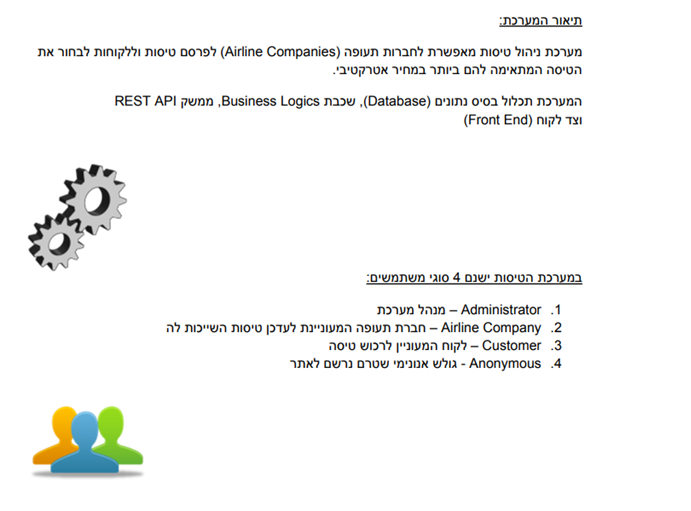 תיאור המערכת:
מערכת ניהול טיסות מאפשרת לחברות תעופה (Airline Companies) לפרסם טיסות וללקוחות לבחור את
הטיסה המתאימה להם ביותר במחיר אטרקטיבי.
המערכת תכלול בסיס נתונים (Database), שכבת Business Logics, ממשק REST API
וצד לקוח (Front End)
במערכת הטיסות ישנם 4 סוגי משתמשים:
1. Administrator – מנהל מערכת
2. Airline Company – חברת תעופה המעוניינת לעדכן טיסות השייכות לה
3. Customer – לקוח המעוניין לרכוש טיסה
4. Anonymous - גולש אנונימי שטרם נרשם לאתר